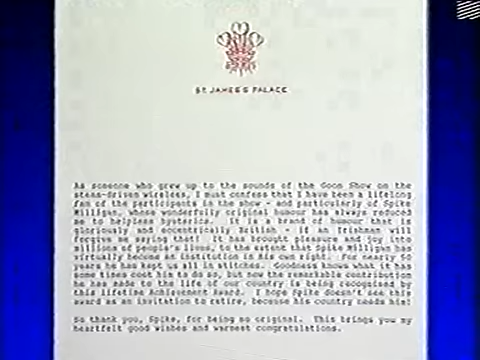 ST. JAMES'S PALACE
As someone who grew up to the sounds of the Goon Show on the
steam-driven wireless, I must confess that I have been a lifelong
fan of the participants in the show - and particularly of Spike
Milligan, whose wonderfully original humour has always reduced
me to helpless hysterics. It is a brand of humour that is
gloriously and eccentrically British - if an Irishman will
forgive me saying that! It has brought pleasure and joy into
millions of people's lives, to the extent that Spike Milligan has
virtually become an institution in his own right. For nearly 50
years he has kept us all in stitches. Goodness knows what it has
some times cost him to do so, but now the remarkable contribution
he has made to the life of our country is being recognised by
this Lifetime Achievement Award. I hope Spike doesn't see this
award as an invitation to retire, because his country needs him!
So thank you, Spike, for being so original. This brings you my
heartfelt good wishes and warmest congratulations.